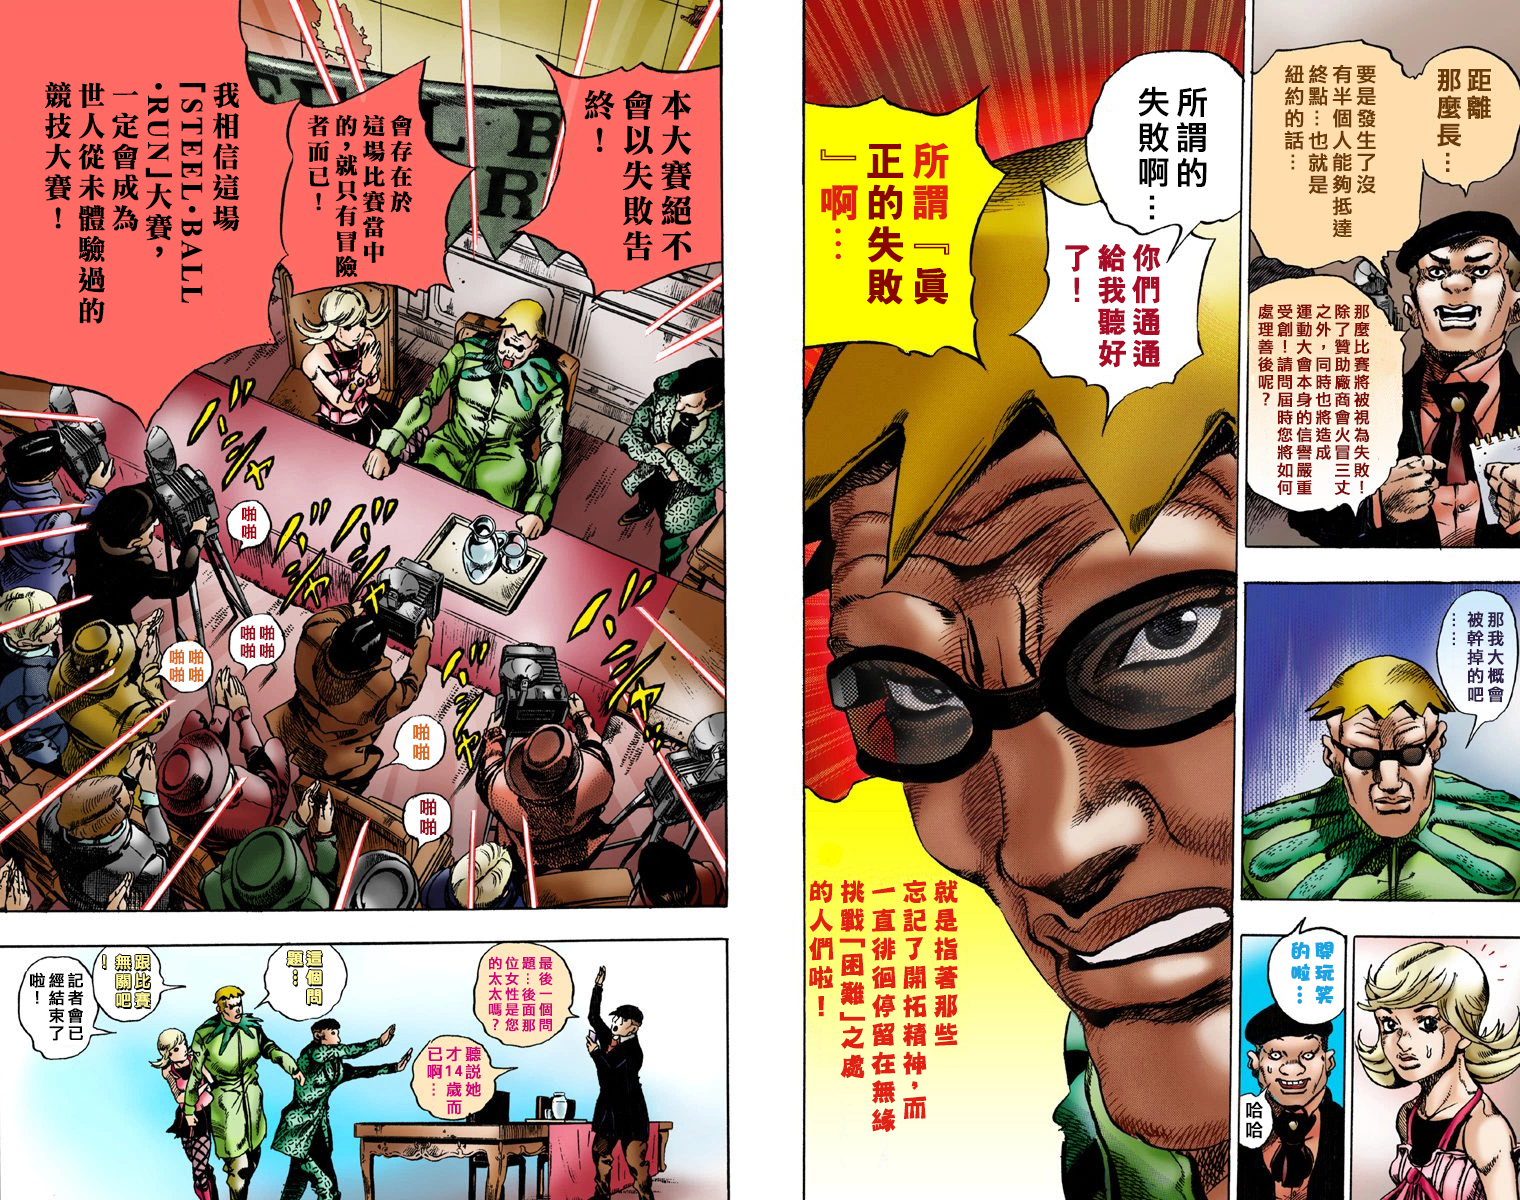 距離
那麼長…
要是發生了沒
有半個人能夠抵達
終點…也就是
紐約的話…
那麼比賽將被視為失敗！
除了贊助廠商會火冒三丈
之外，同時也將造成
運動大會本身的信譽嚴重
受創！請問屆時您將如何
處理善後呢？
那我大概會
被幹掉的吧
……
開玩笑
的啦…
哈
哈
所謂的
失敗啊…
你們通通
給我聽好
了！
所謂『真
正的失敗
』啊…
就是指著那些
忘記了開拓精神，而
一直徘徊停留在無緣
挑戰「困難」之處
的人們啦！
本大賽絕不
會以失敗告
終！
會存在於
這場比賽當中
的，就只有冒險
者而已！
我相信這場
「STEEL·BALL
·RUN」大賽，
一定會成為
世人從未體驗過的
競技大賽！
ジャ
ジャ
ジャ
ジャ
ジャ
啪
啪
啪啪
啪啪
啪啪
啪啪
啪
啪
啪
啪
最後一個問
題…後面那
位女性是您
的太太嗎？
聽說她
才14歲而
已啊…
這個問
題…
跟比賽
無關吧
！
記者會已
經結束了
啦！